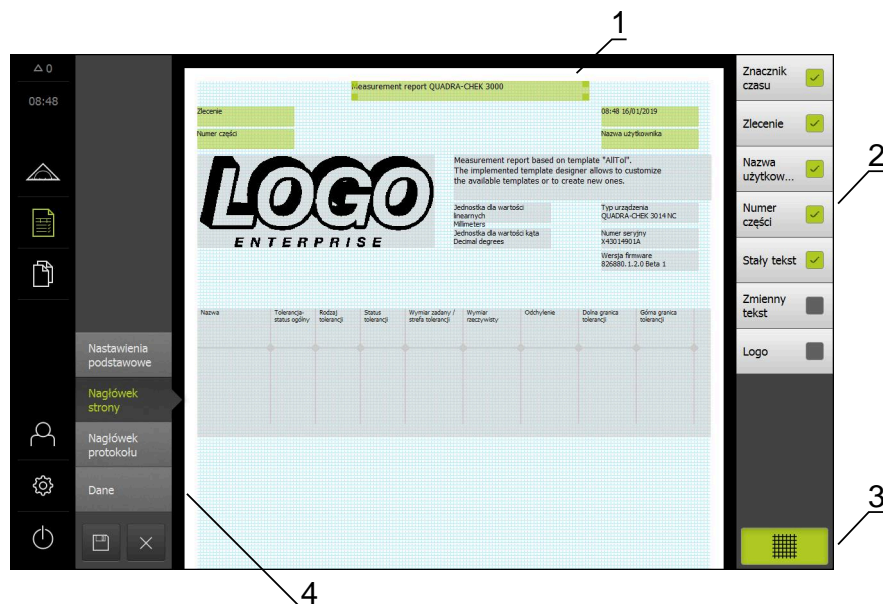 1
△ 0
08:48
Measurement report QUADRA-CHEK 3000
Zlecenie
08:48 16/01/2019
Numer części
Nazwa użytkownika
LOGO
ENTERPRISE
Measurement report based on template "AllTol".
The implemented template designer allows to customize
the available templates or to create new ones.
Jednostka dla wartości
linearnych
Millimeters
Jednostka dla wartości kąta
Decimal degrees
Typ urządzenia
QUADRA-CHEK 3014 NC
Numer seryjny
X43014901A
Wersja firmware
826880.1.2.0 Beta 1
Nazwa
Tolerancja-
status ogólny
Rodzaj
tolerancji
Status
tolerancji
Wymiar zadany /
strefa tolerancji
Wymiar
rzeczywisty
Odchylenie
Dolna granica
tolerancji
Górna granica
tolerancji
Nastawienia
podstawowe
Nagłówek
strony
Nagłówek
protokołu
Dane
Znacznik
czasu
Zlecenie
Nazwa
użytkow...
Numer
części
Stały tekst
Zmienny
tekst
Logo
2
3
4